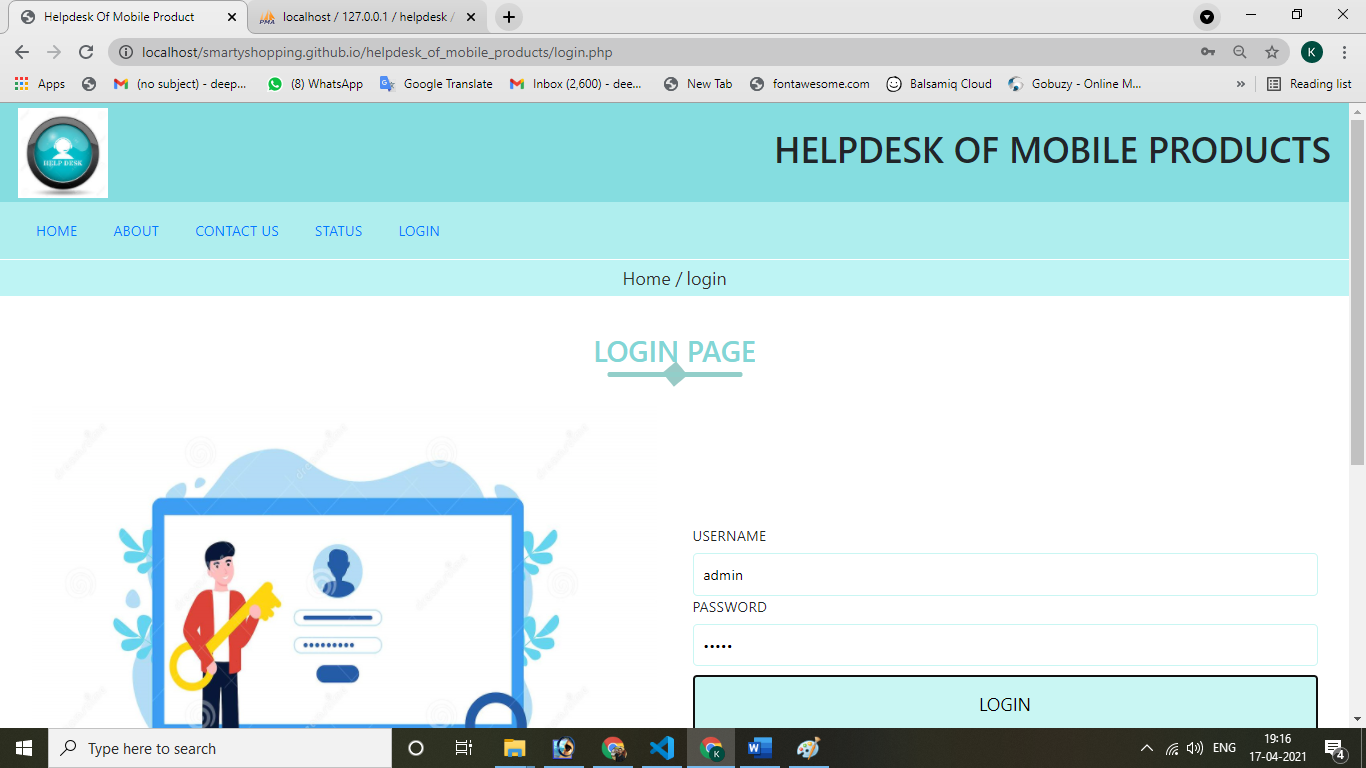 Helpdesk Of Mobile Product
localhost / 127.0.0.1 / helpdesk /
localhost/smartyshopping.github.io/helpdesk_of_mobile_products/login.php
K
Apps
(no subject) - deep...
(8) WhatsApp
Google Translate
Inbox (2,600) - dee...
New Tab
fontawesome.com
Balsamiq Cloud
Gobuzy - Online M...
»
Reading list
HELP DESK
HELPDESK OF MOBILE PRODUCTS
HOME
ABOUT
CONTACT US
STATUS
LOGIN
Home / login
LOGIN PAGE
USERNAME
admin
PASSWORD
•••••
LOGIN
Type here to search
ENG
19:16
17-04-2021
4